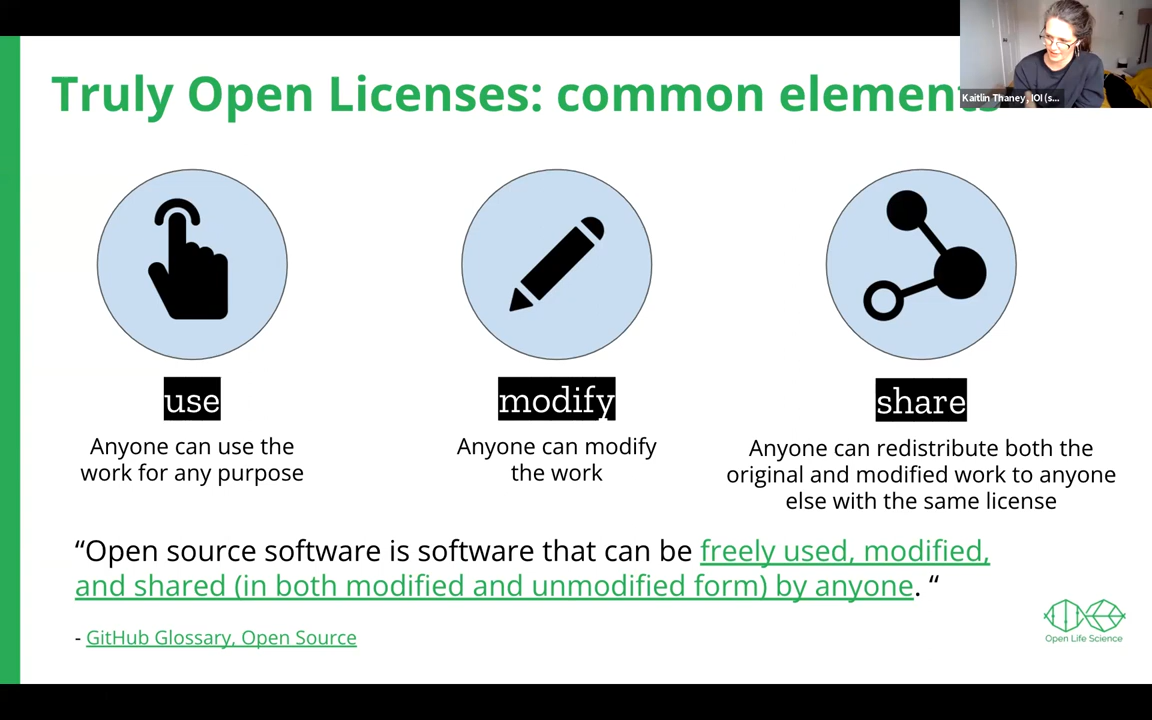 Truly Open Licenses: common elements
Kaitlin Thaney, IOI (s...
use
Anyone can use the
work for any purpose
modify
Anyone can modify
the work
share
Anyone can redistribute both the
original and modified work to anyone
else with the same license
“Open source software is software that can be freely used, modified,
and shared (in both modified and unmodified form) by anyone. “
- GitHub Glossary, Open Source
Open Life Science